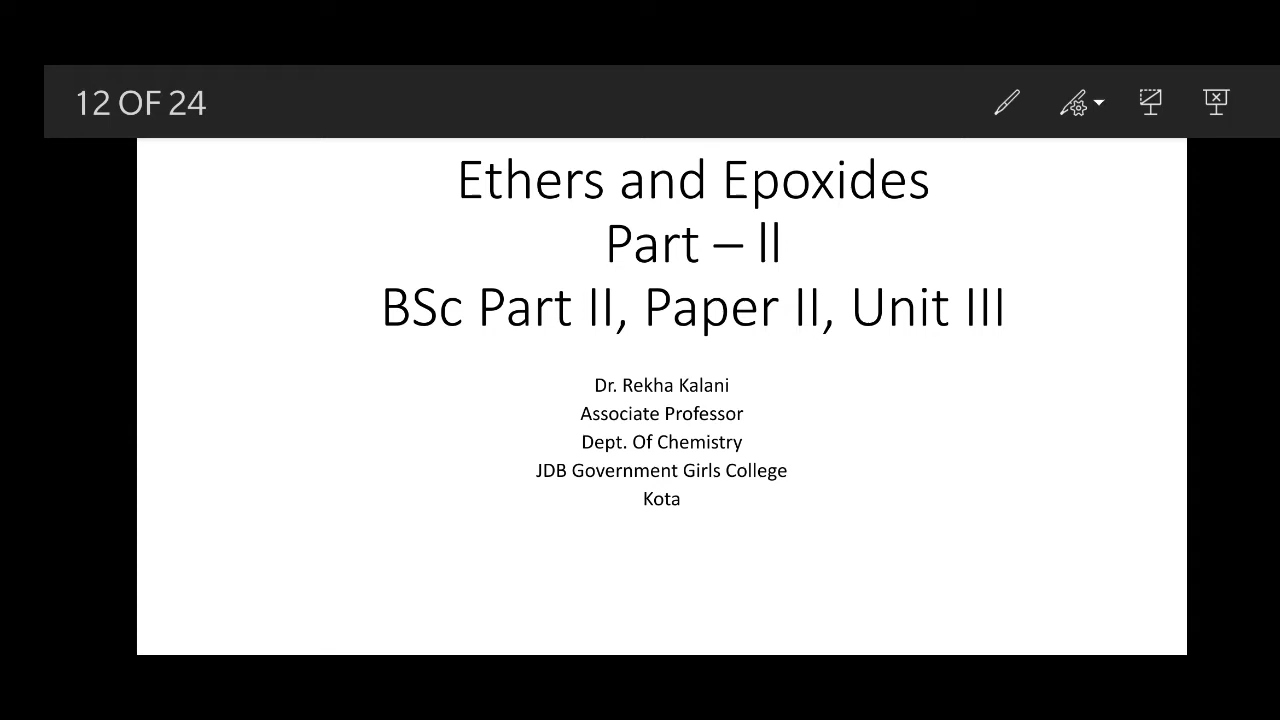 12 OF 24
Ethers and Epoxides
Part – ll
BSc Part II, Paper II, Unit III
Dr. Rekha Kalani
Associate Professor
Dept. Of Chemistry
JDB Government Girls College
Kota